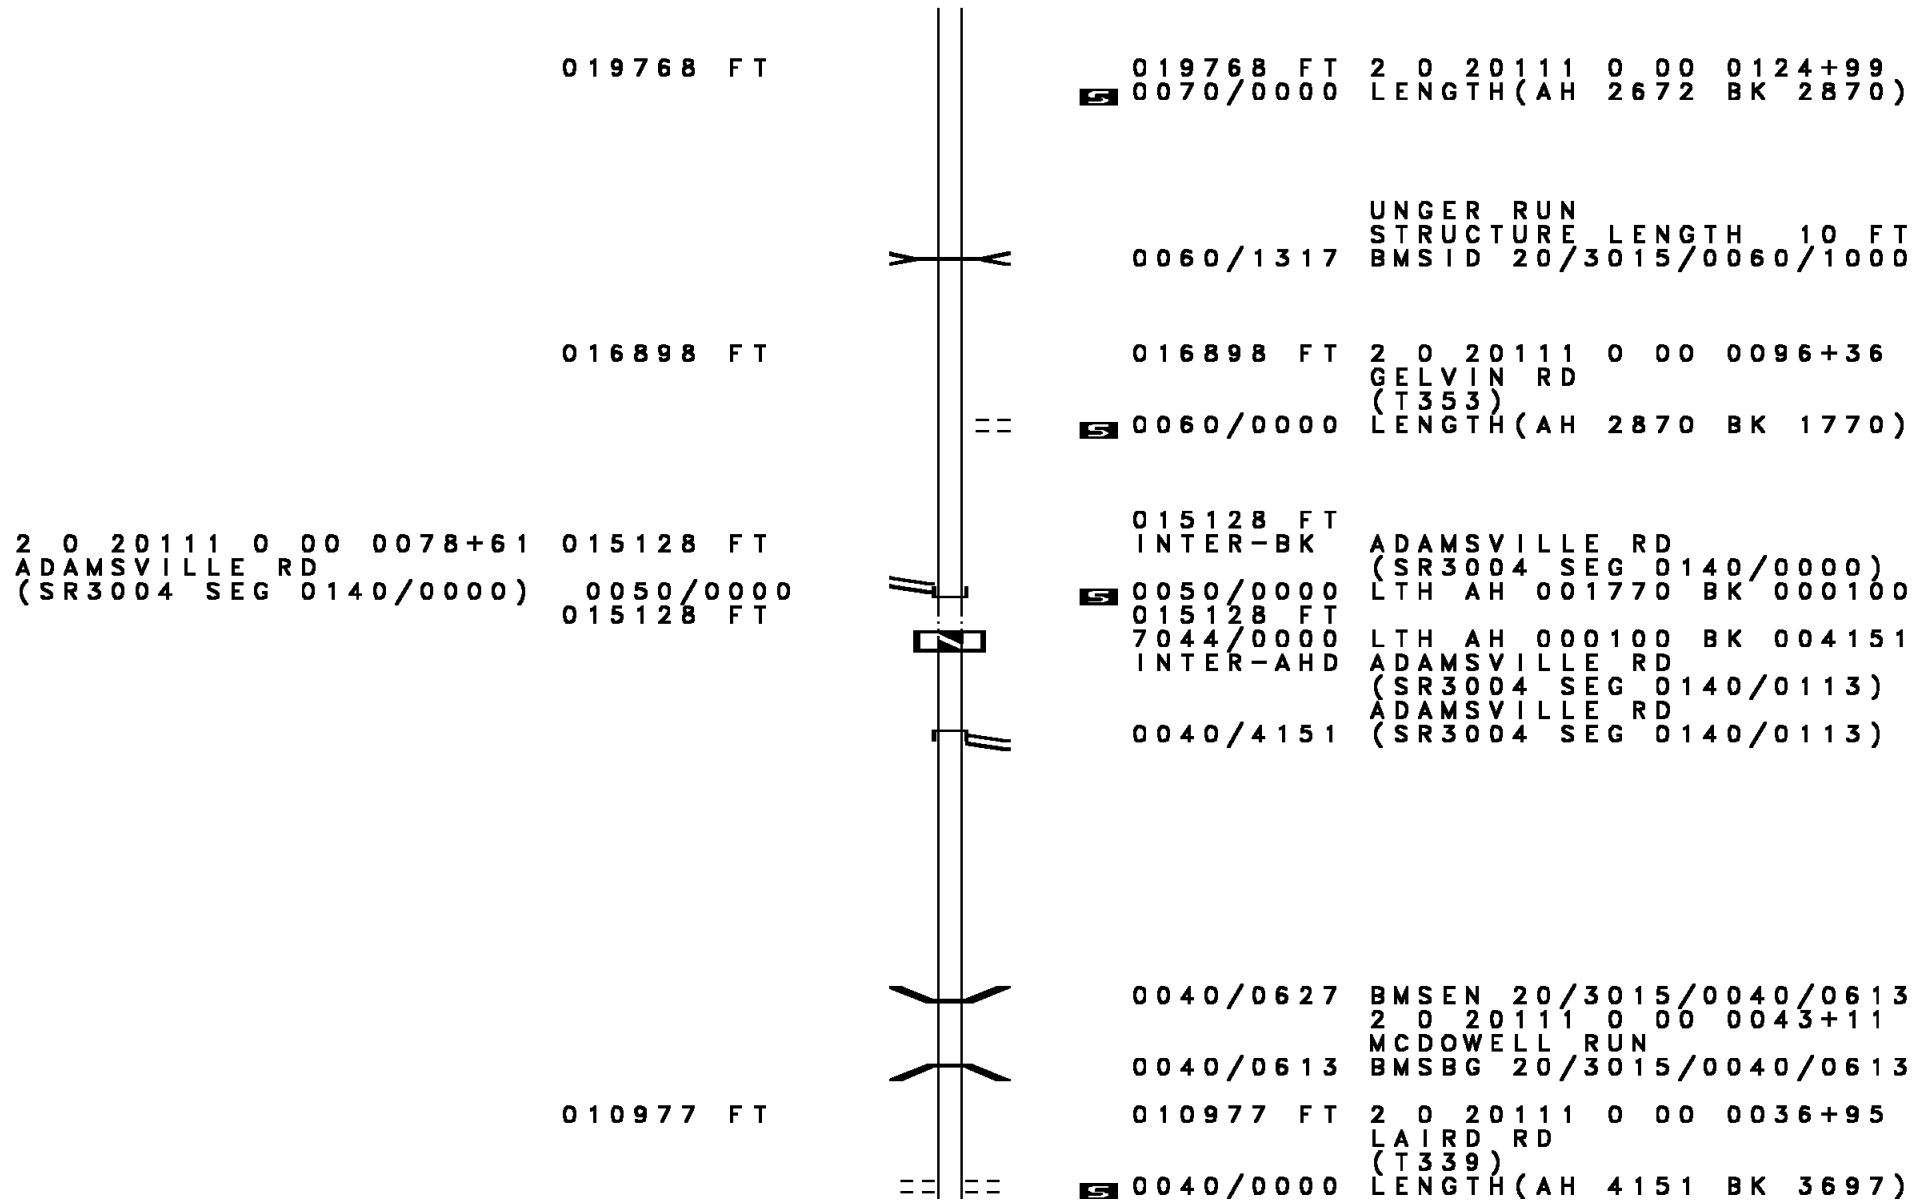 019768 FT 019768 FT 2 0 20111 0 00 0124+99
S 0070/0000 LENGTH(AH 2672 BK 2870)
UNGER RUN
STRUCTURE LENGTH 10 FT
0060/1317 BMSID 20/3015/0060/1000
016898 FT 016898 FT 2 0 20111 0 00 0096+36
GELVIN RD
(T353)
S 0060/0000 LENGTH(AH 2870 BK 1770)
015128 FT
2 0 20111 0 00 0078+61 015128 FT INTER-BK ADAMSVILLE RD
ADAMSVILLE RD (SR3004 SEG 0140/0000)
(SR3004 SEG 0140/0000) 0050/0000 S 0050/0000 LTH AH 001770 BK 000100
015128 FT 015128 FT
7044/0000 LTH AH 000100 BK 004151
INTER-AHD ADAMSVILLE RD
(SR3004 SEG 0140/0113)
ADAMSVILLE RD
0040/4151 (SR3004 SEG 0140/0113)
0040/0627 BMSEN 20/3015/0040/0613
2 0 20111 0 00 0043+11
MCDOWELL RUN
0040/0613 BMSBG 20/3015/0040/0613
010977 FT 010977 FT 2 0 20111 0 00 0036+95
LAIRD RD
(T339)
S 0040/0000 LENGTH(AH 4151 BK 3697)